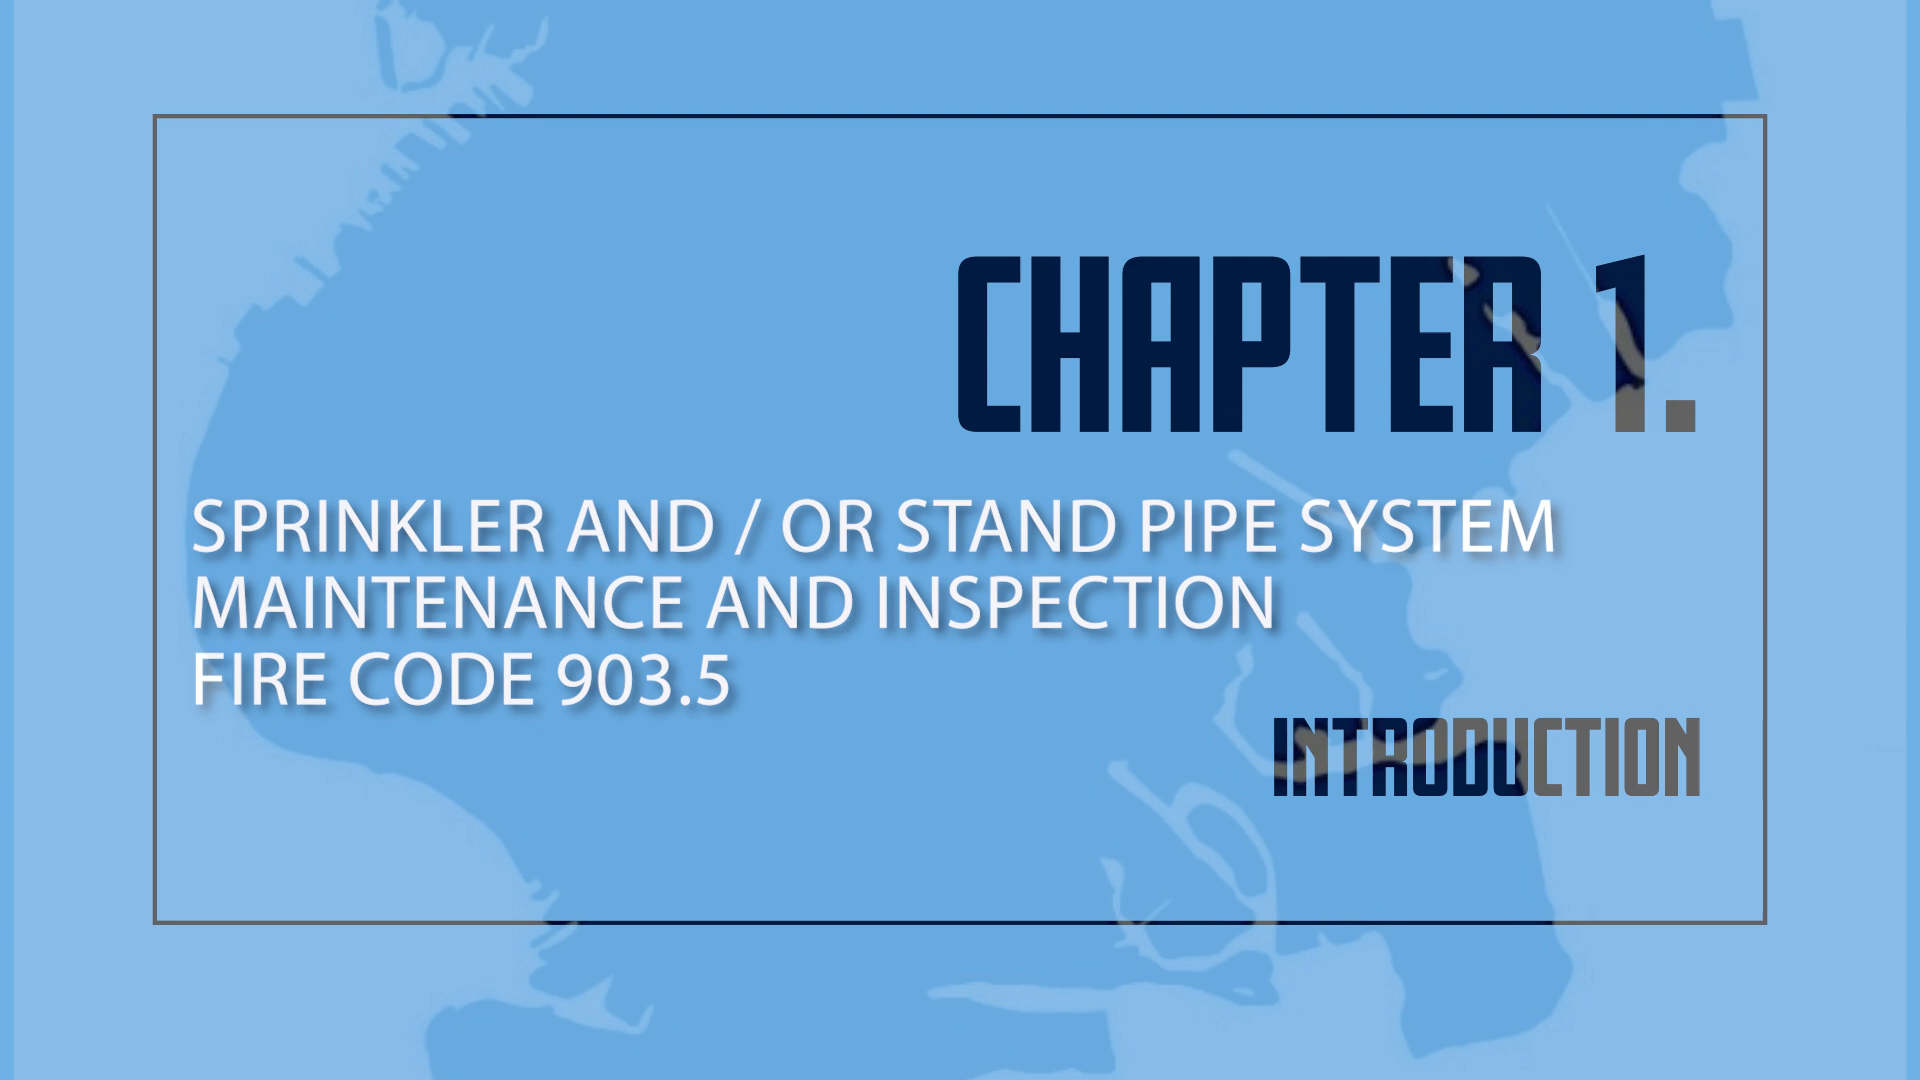 CHAPTER 1.
SPRINKLER AND / OR STAND PIPE SYSTEM
MAINTENANCE AND INSPECTION
FIRE CODE 903.5
INTRODUCTION